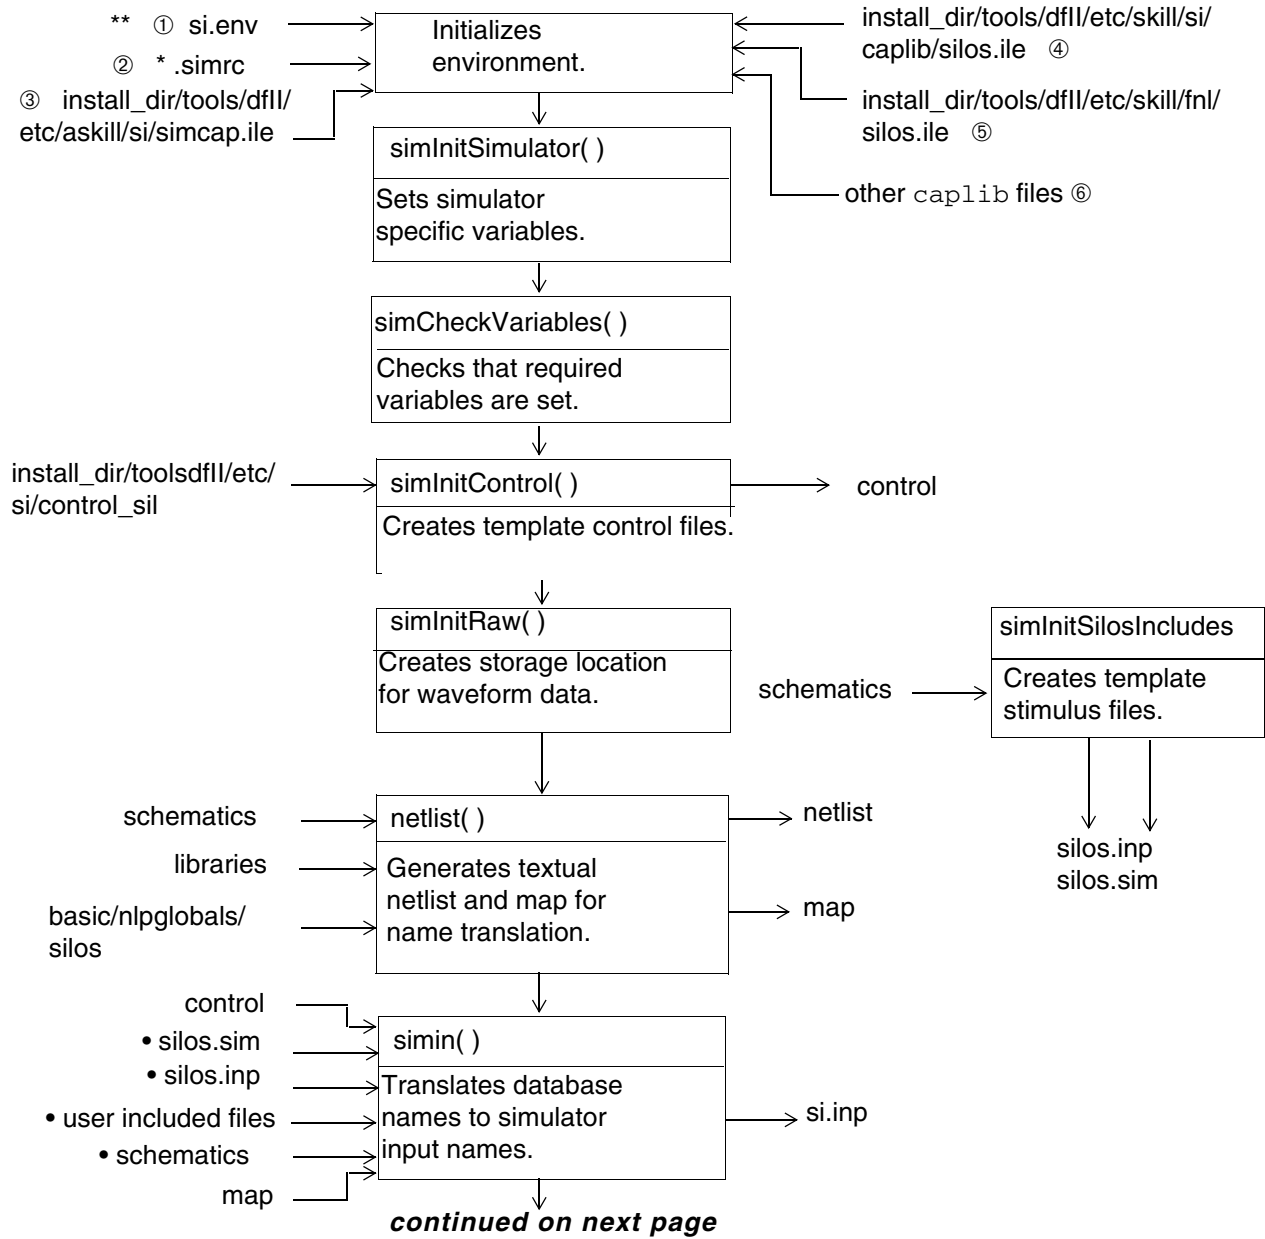 ** ① si.env
② * .simrc
③ install_dir/tools/dfII/
etc/askill/si/simcap.ile
Initializes
environment.
install_dir/tools/dfII/etc/skill/si/
caplib/silos.ile ④
install_dir/tools/dfII/etc/skill/fnl/
silos.ile ⑤
other caplib files ⑥
simInitSimulator( )
Sets simulator
specific variables.
simCheckVariables( )
Checks that required
variables are set.
install_dir/toolsdfII/etc/
si/control_sil
simInitControl( )
Creates template control files.
control
simInitRaw( )
Creates storage location
for waveform data.
schematics
simInitSilosIncludes
Creates template
stimulus files.
silos.inp
silos.sim
schematics
libraries
basic/nlpglobals/
silos
netlist( )
Generates textual
netlist and map for
name translation.
netlist
map
control
• silos.sim
• silos.inp
• user included files
• schematics
map
simin( )
Translates database
names to simulator
input names.
si.inp
continued on next page